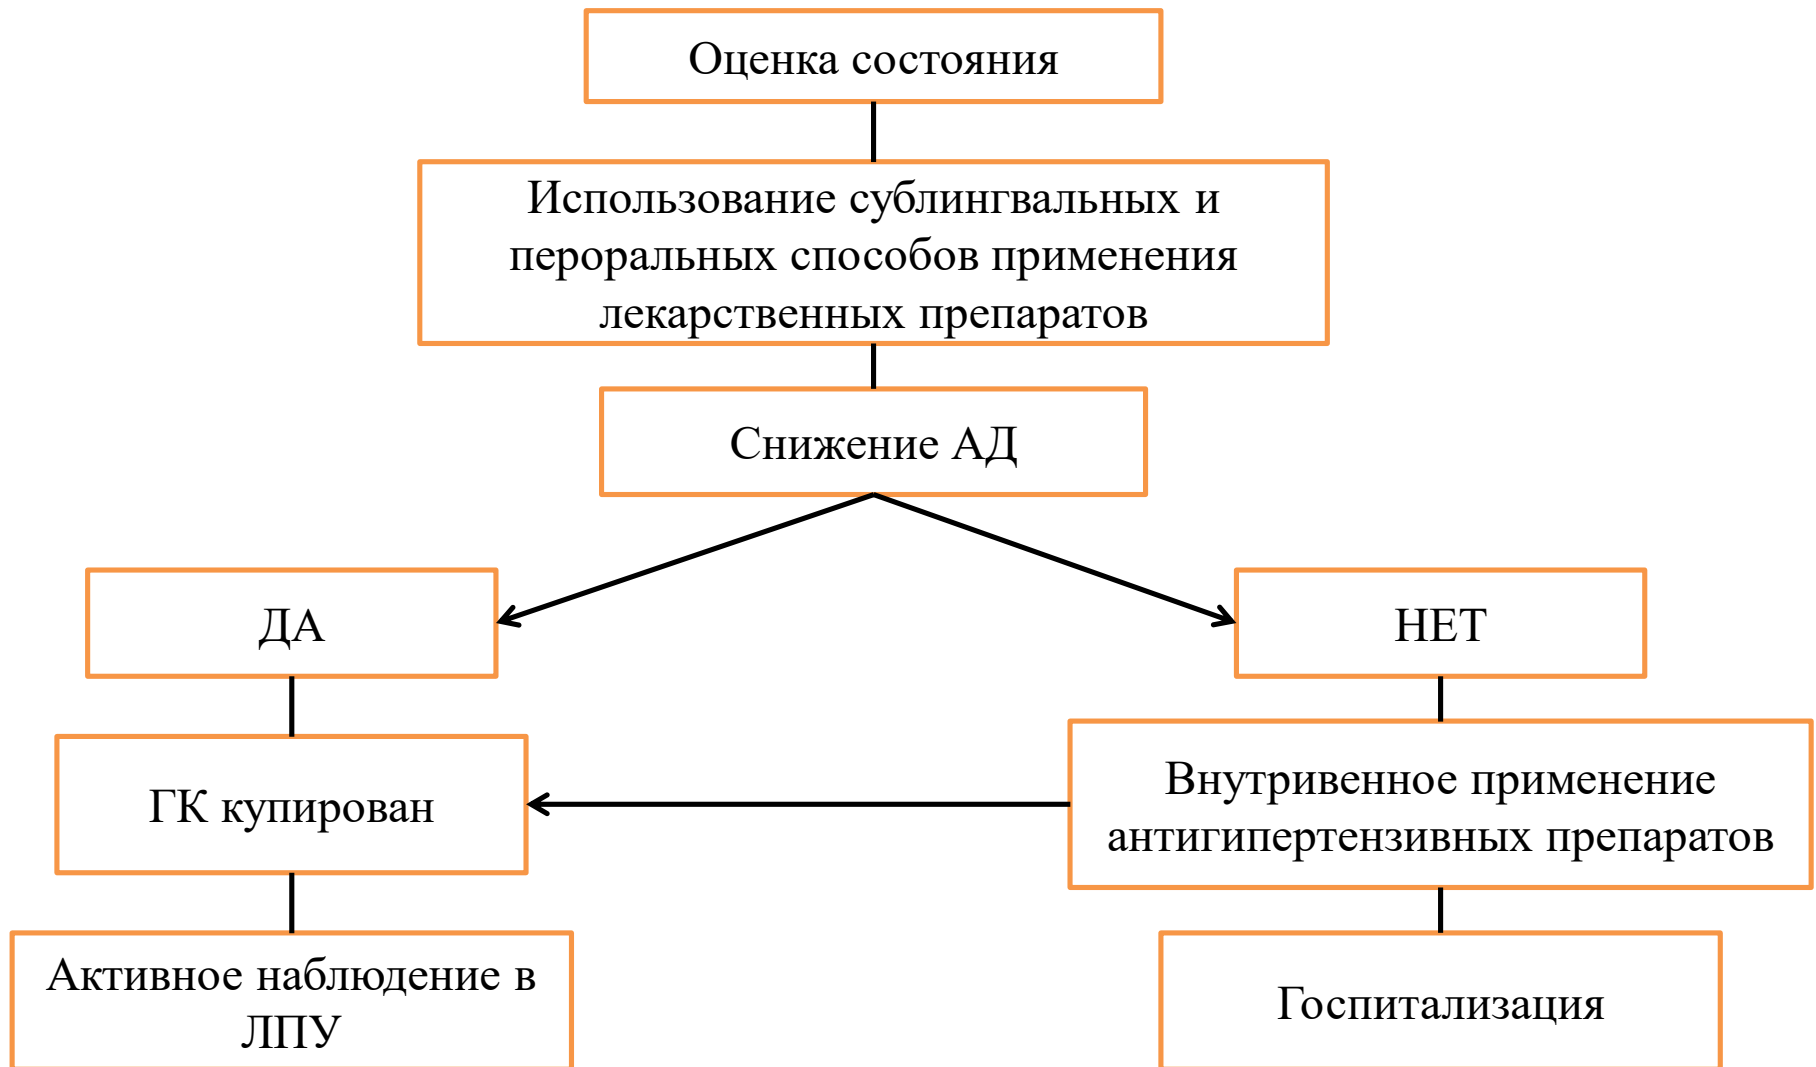 Оценка состояния
Использование сублингвальных и
пероральных способов применения
лекарственных препаратов
Снижение АД
ДА
НЕТ
ГК купирован
Внутривенное применение
антигипертензивных препаратов
Активное наблюдение в
ЛПУ
Госпитализация